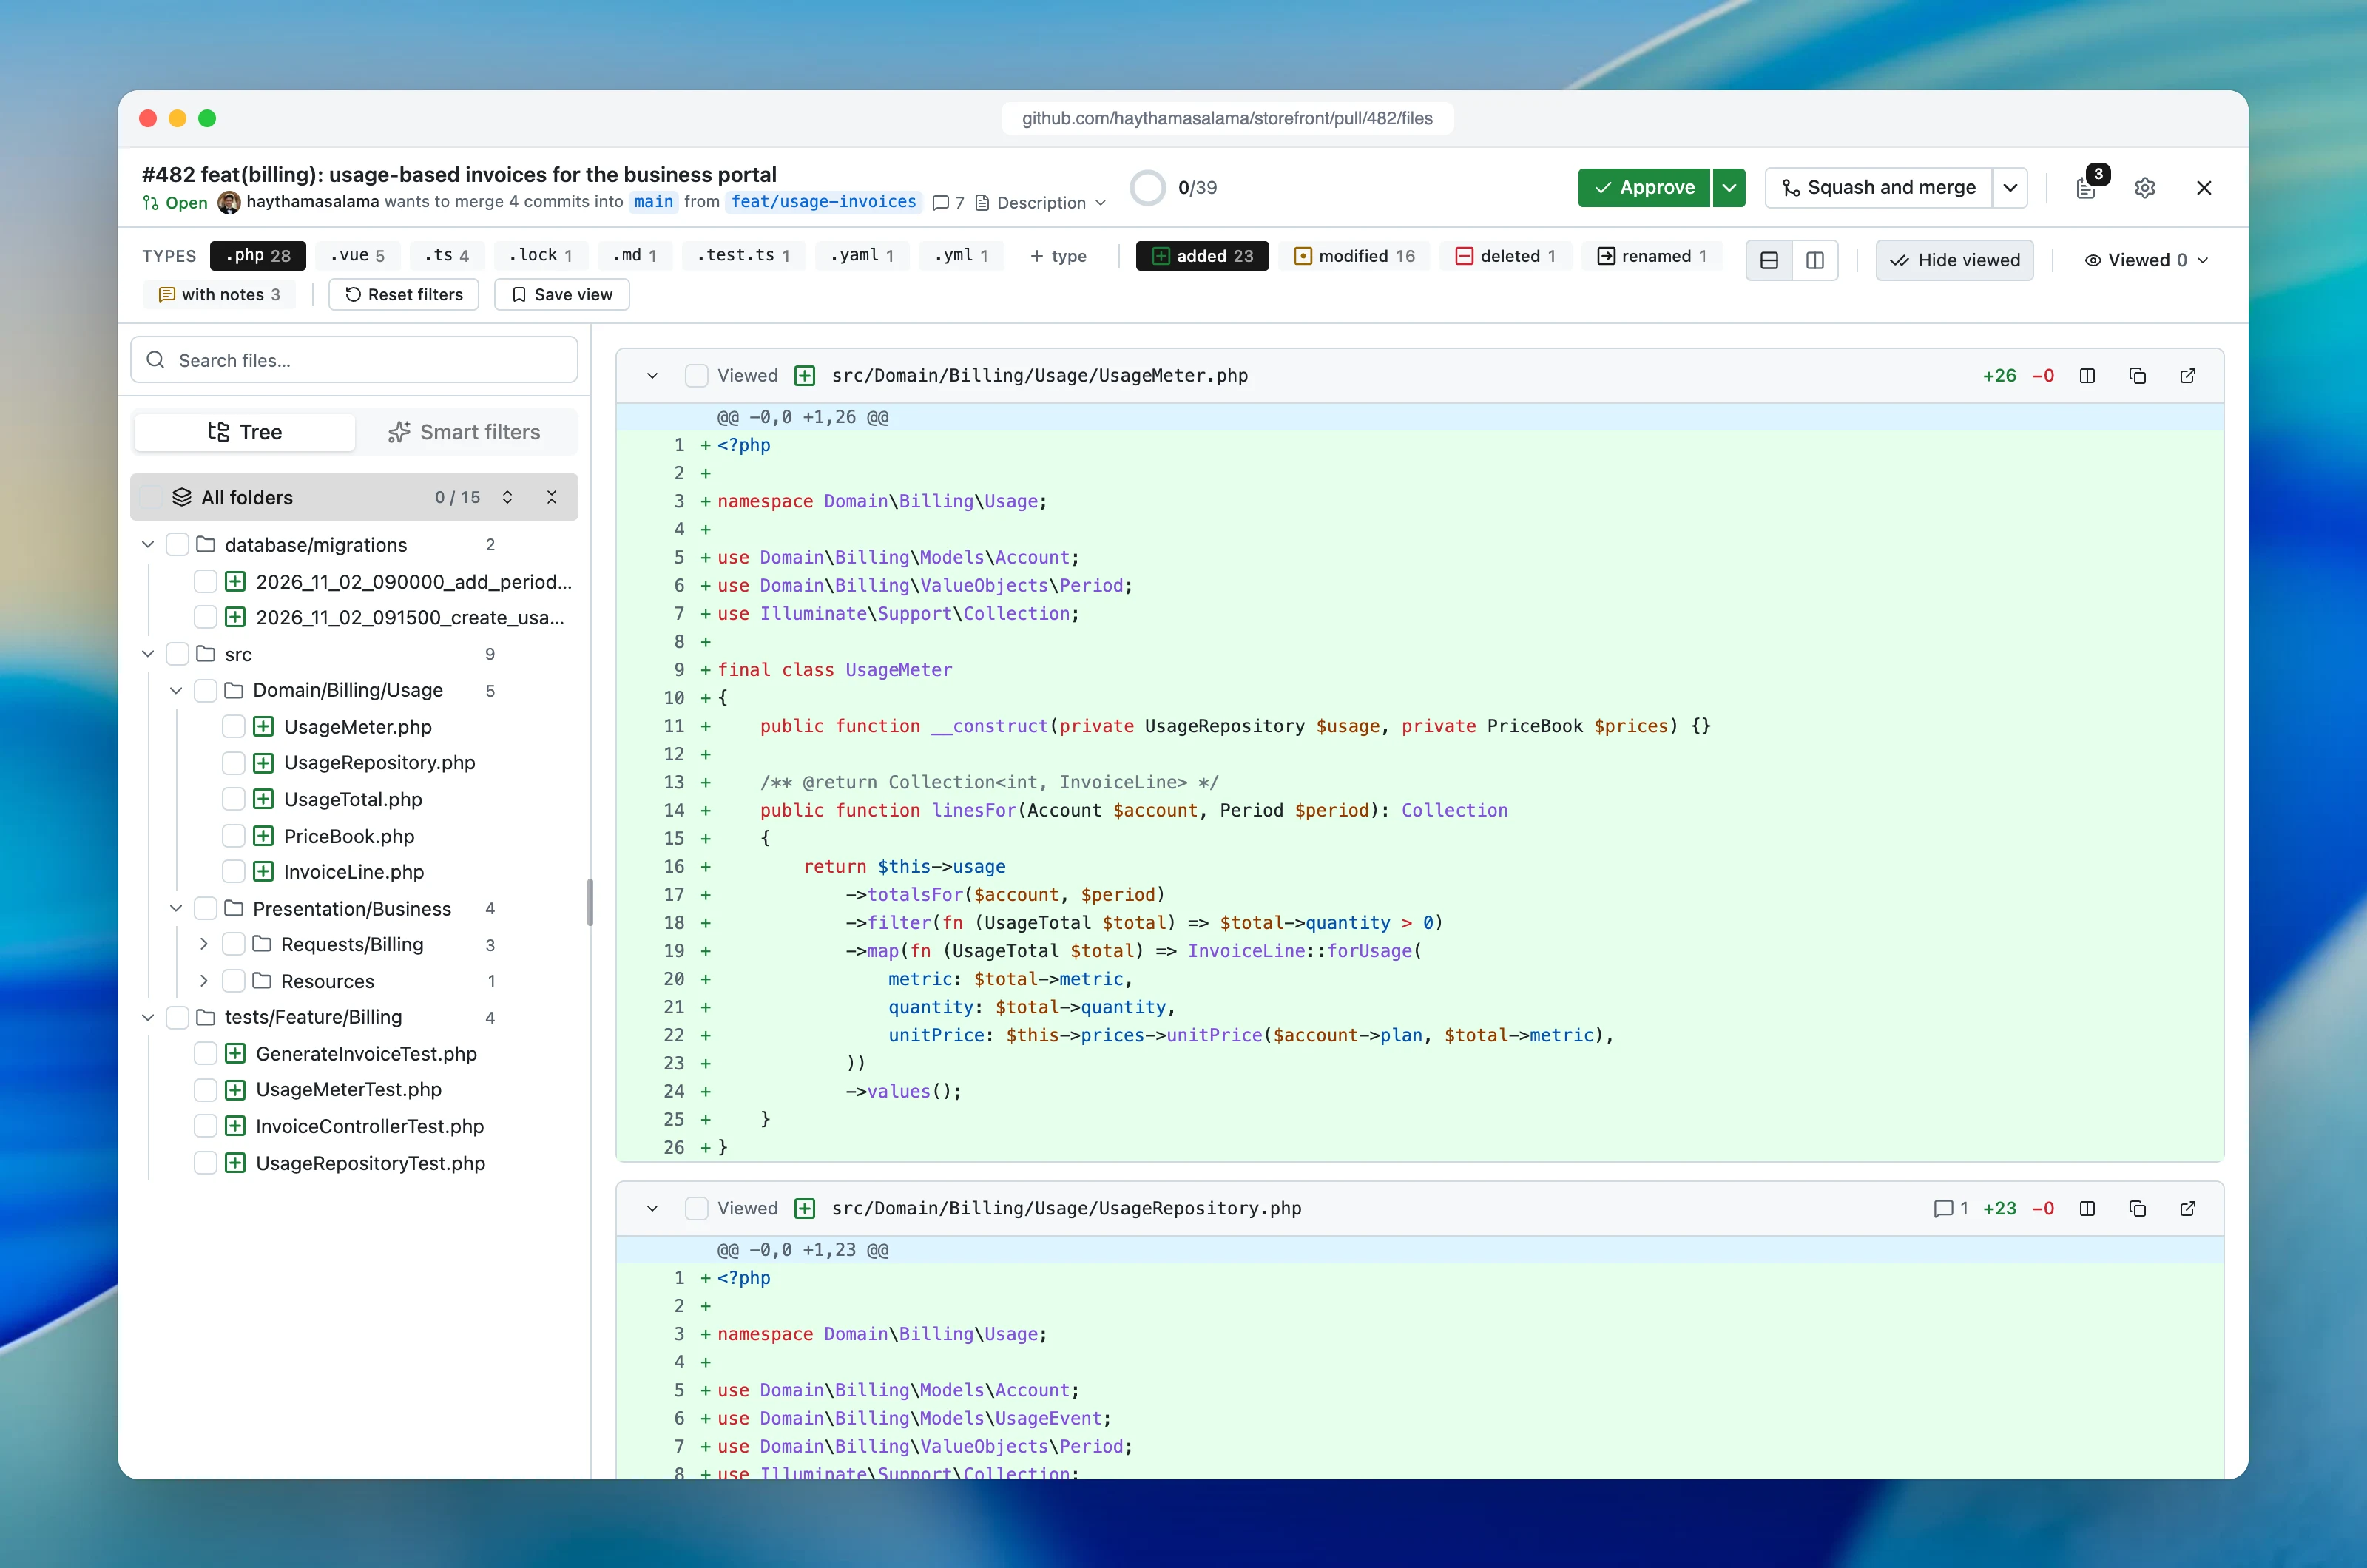 github.com/haythamasalama/storefront/pull/482/files
#482 feat(billing): usage-based invoices for the business portal
Open haythamasalama wants to merge 4 commits into main from feat/usage-invoices 7 Description
0/39
Approve
Squash and merge
3
TYPES .php 28 .vue 5 .ts 4 .lock 1 .md 1 .test.ts 1 .yaml 1 .yml 1 + type added 23 modified 16 deleted 1 renamed 1 Hide viewed Viewed 0
with notes 3 Reset filters Save view
Search files...
Tree Smart filters
All folders 0 / 15
database/migrations 2
2026_11_02_090000_add_period...
2026_11_02_091500_create_usa...
src 9
Domain/Billing/Usage 5
UsageMeter.php
UsageRepository.php
UsageTotal.php
PriceBook.php
InvoiceLine.php
Presentation/Business 4
Requests/Billing 3
Resources 1
tests/Feature/Billing 4
GenerateInvoiceTest.php
UsageMeterTest.php
InvoiceControllerTest.php
UsageRepositoryTest.php
Viewed src/Domain/Billing/Usage/UsageMeter.php +26 −0
@@ −0,0 +1,26 @@
1 +<?php
2 +
3 +namespace Domain\Billing\Usage;
4 +
5 +use Domain\Billing\Models\Account;
6 +use Domain\Billing\ValueObjects\Period;
7 +use Illuminate\Support\Collection;
8 +
9 +final class UsageMeter
10 +{
11 +    public function __construct(private UsageRepository $usage, private PriceBook $prices) {}
12 +
13 +    /** @return Collection<int, InvoiceLine> */
14 +    public function linesFor(Account $account, Period $period): Collection
15 +    {
16 +        return $this->usage
17 +            ->totalsFor($account, $period)
18 +            ->filter(fn (UsageTotal $total) => $total->quantity > 0)
19 +            ->map(fn (UsageTotal $total) => InvoiceLine::forUsage(
20 +                metric: $total->metric,
21 +                quantity: $total->quantity,
22 +                unitPrice: $this->prices->unitPrice($account->plan, $total->metric),
23 +            ))
24 +            ->values();
25 +    }
26 +}
Viewed src/Domain/Billing/Usage/UsageRepository.php 1 +23 −0
@@ −0,0 +1,23 @@
1 +<?php
2 +
3 +namespace Domain\Billing\Usage;
4 +
5 +use Domain\Billing\Models\Account;
6 +use Domain\Billing\Models\UsageEvent;
7 +use Domain\Billing\ValueObjects\Period;
8 +use Illuminate\Support\Collection;